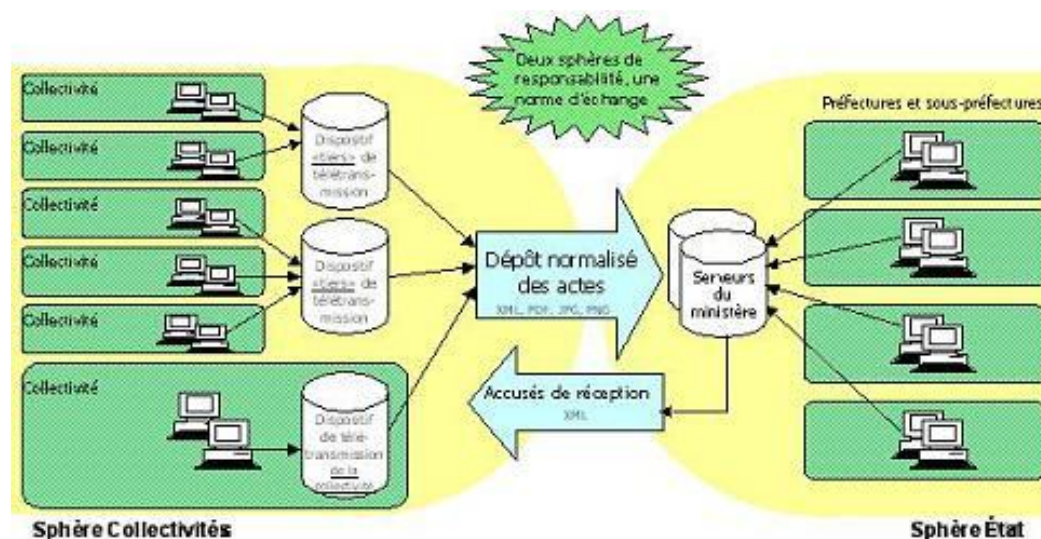 Deux sphères de
responsabilité, une
norme d'échange
Collectivité
Collectivité
Collectivité
Collectivité
Collectivité
Collectivité
Dispositif
«tiers» de
télétrans-
mission
Dispositif
«tiers» de
télétrans-
mission
Dispositif
de télé-
transmission
de la
collectivité
Dépôt normalisé
des actes
XML, PDF, JPG, PNG
Accusés de réception
XML
Serveurs
du
ministère
Préfectures et sous-préfectures
Sphère Collectivités
Sphère État